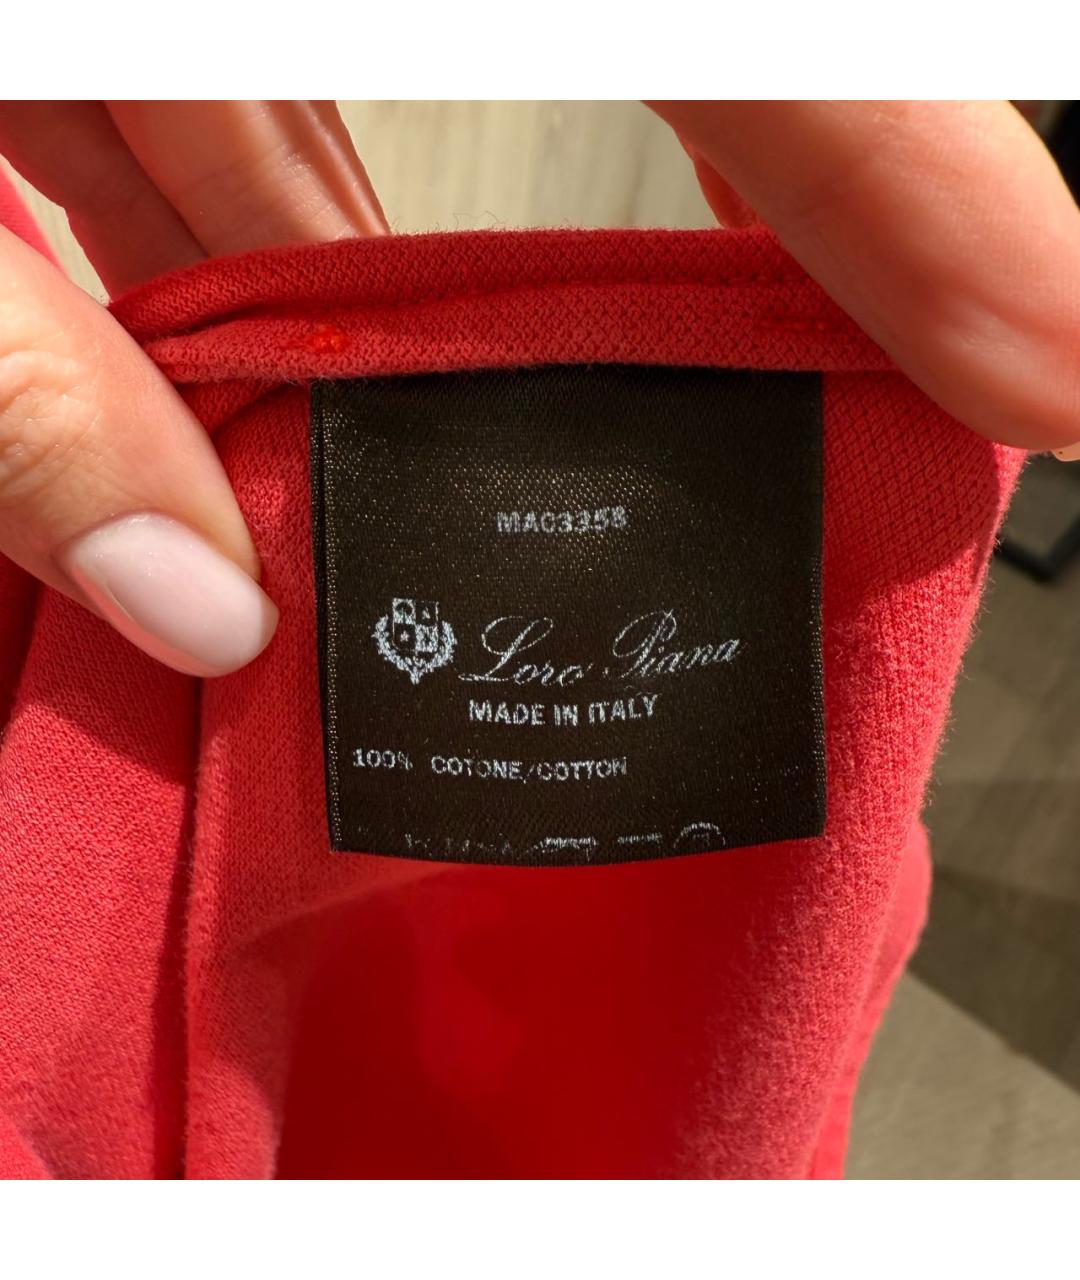 MAC3358
Loro Piana
MADE IN ITALY
100% COTONE/COTTON